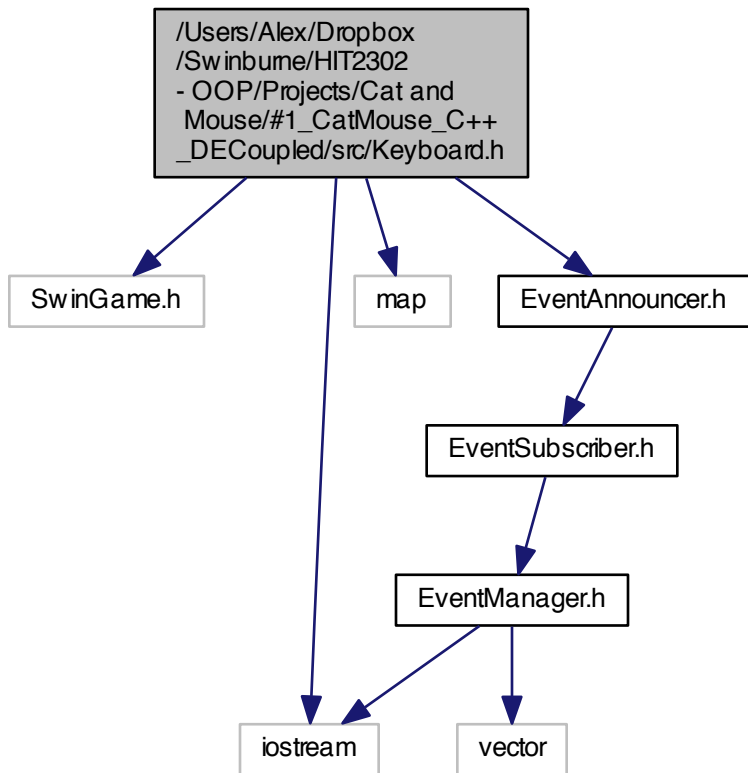 /Users/Alex/Dropbox
/Swinburne/HIT2302
- OOP/Projects/Cat and
Mouse/#1_CatMouse_C++
_DECoupled/src/Keyboard.h
SwinGame.h
map
EventAnnouncer.h
EventSubscriber.h
EventManager.h
iostream
vector